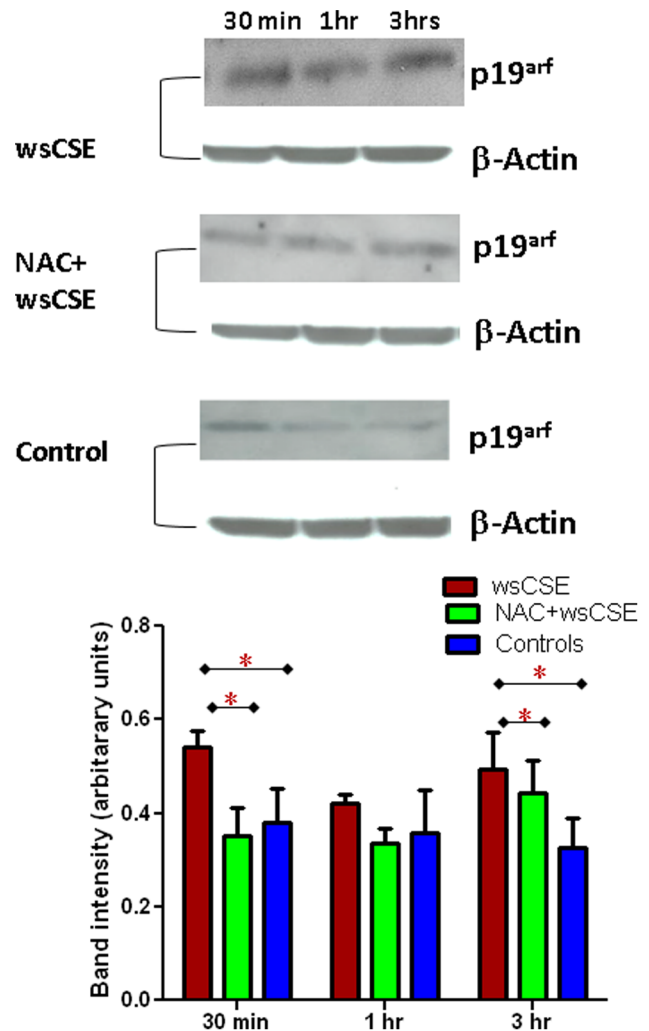 30 min 1hr 3hrs
p19arf
wsCSE
β-Actin
NAC+
wsCSE
p19arf
β-Actin
Control
p19arf
β-Actin
wsCSE
NAC+wsCSE
Controls
Band intensity (arbitarary units)
0.8
0.6
0.4
0.2
0.0
*
*
*
*
30 min 1 hr 3 hr